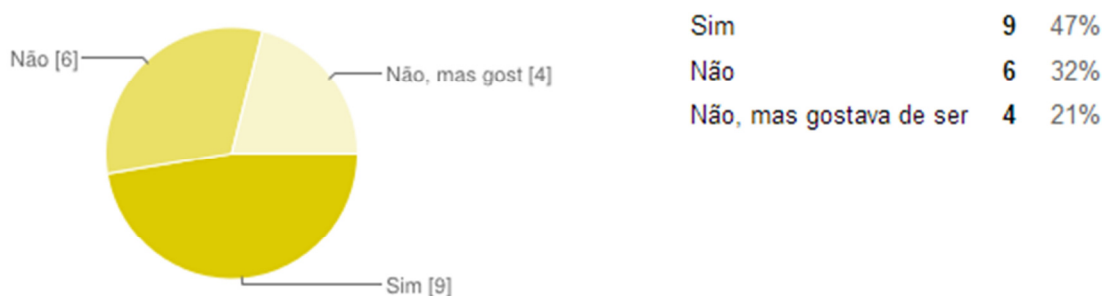 Não [6]
Não, mas gost [4]
Sim [9]
Sim 9 47%
Não 6 32%
Não, mas gostava de ser 4 21%